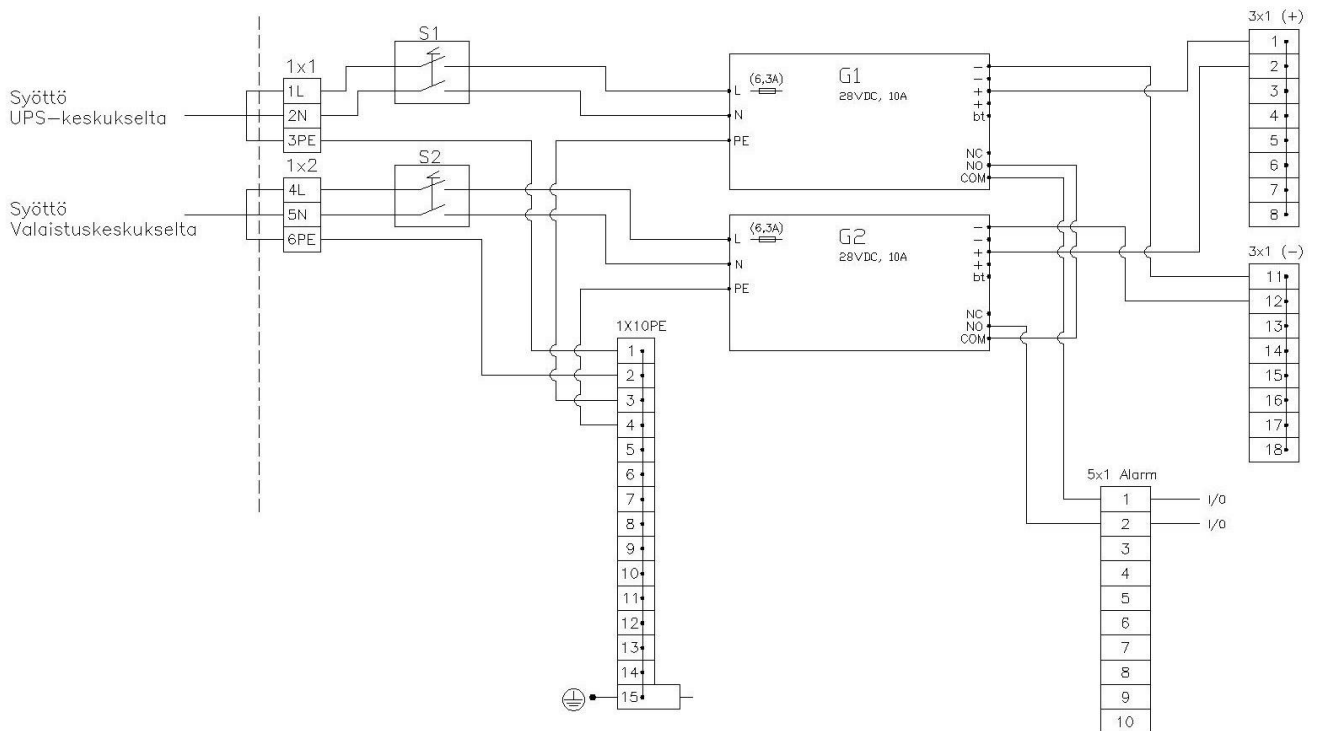 Syöttö
UPS-keskukselta
1x1
1L
2N
3PE
S1
Syöttö
Valaistuskeskukselta
1x2
4L
5N
6PE
S2
G1
28VDC, 10A
(6,3A)
L
N
PE
-
-
+
+
bt
NC
NO
COM
G2
28VDC, 10A
(6,3A)
L
N
PE
-
-
+
+
bt
NC
NO
COM
1X10PE
1
2
3
4
5
6
7
8
9
10
11
12
13
14
15
3x1 (+)
1
2
3
4
5
6
7
8
3x1 (-)
11
12
13
14
15
16
17
18
5x1 Alarm
1 I/O
2 I/O
3
4
5
6
7
8
9
10